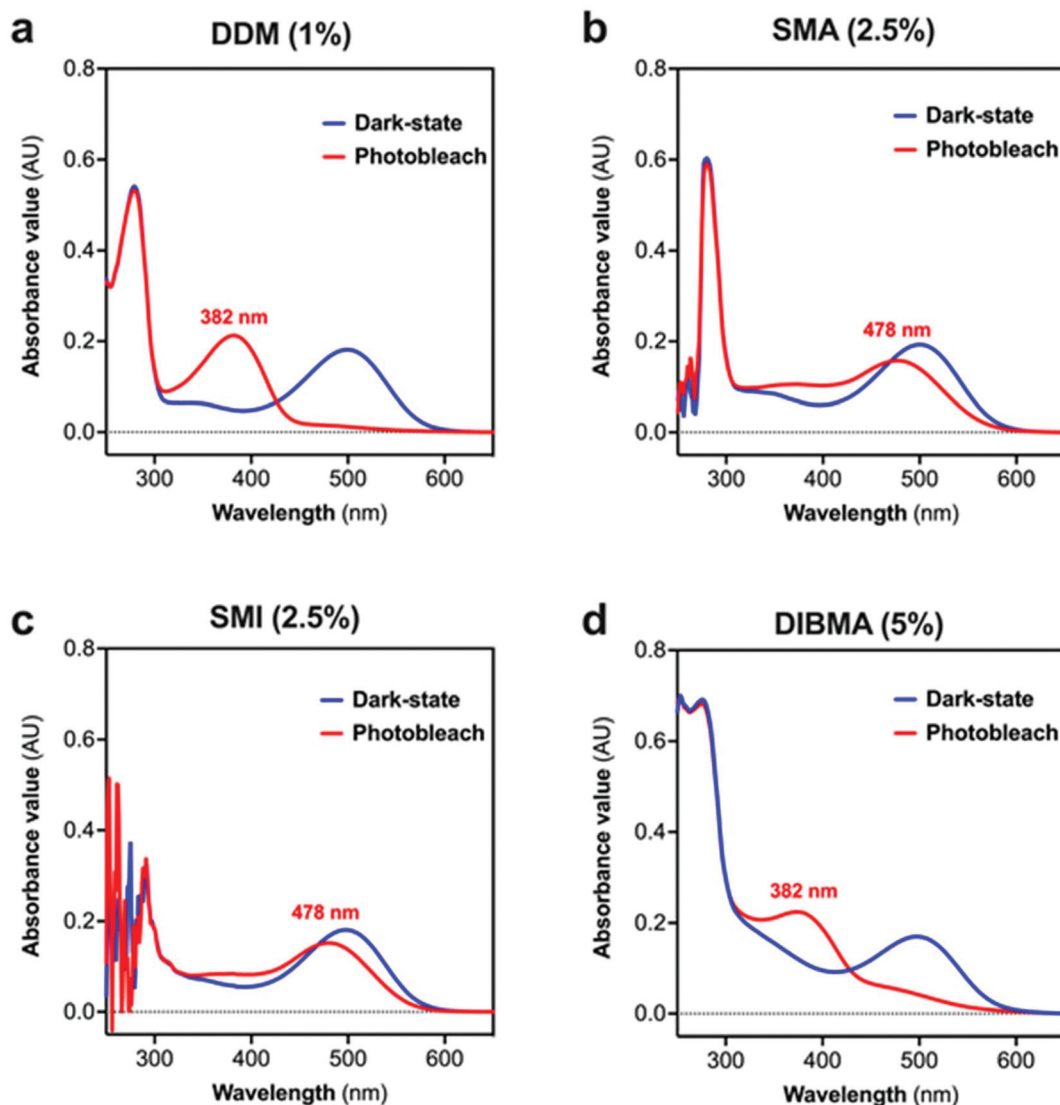 a
DDM (1%)
0.8
0.6
0.4
0.2
0.0
Absorbance value (AU)
Dark-state
Photobleach
382 nm
300
400
500
600
Wavelength (nm)
b
SMA (2.5%)
0.8
0.6
0.4
0.2
0.0
Absorbance value (AU)
Dark-state
Photobleach
478 nm
300
400
500
600
Wavelength (nm)
c
SMI (2.5%)
0.8
0.6
0.4
0.2
0.0
Absorbance value (AU)
Dark-state
Photobleach
478 nm
300
400
500
600
Wavelength (nm)
d
DIBMA (5%)
0.8
0.6
0.4
0.2
0.0
Absorbance value (AU)
Dark-state
Photobleach
382 nm
300
400
500
600
Wavelength (nm)